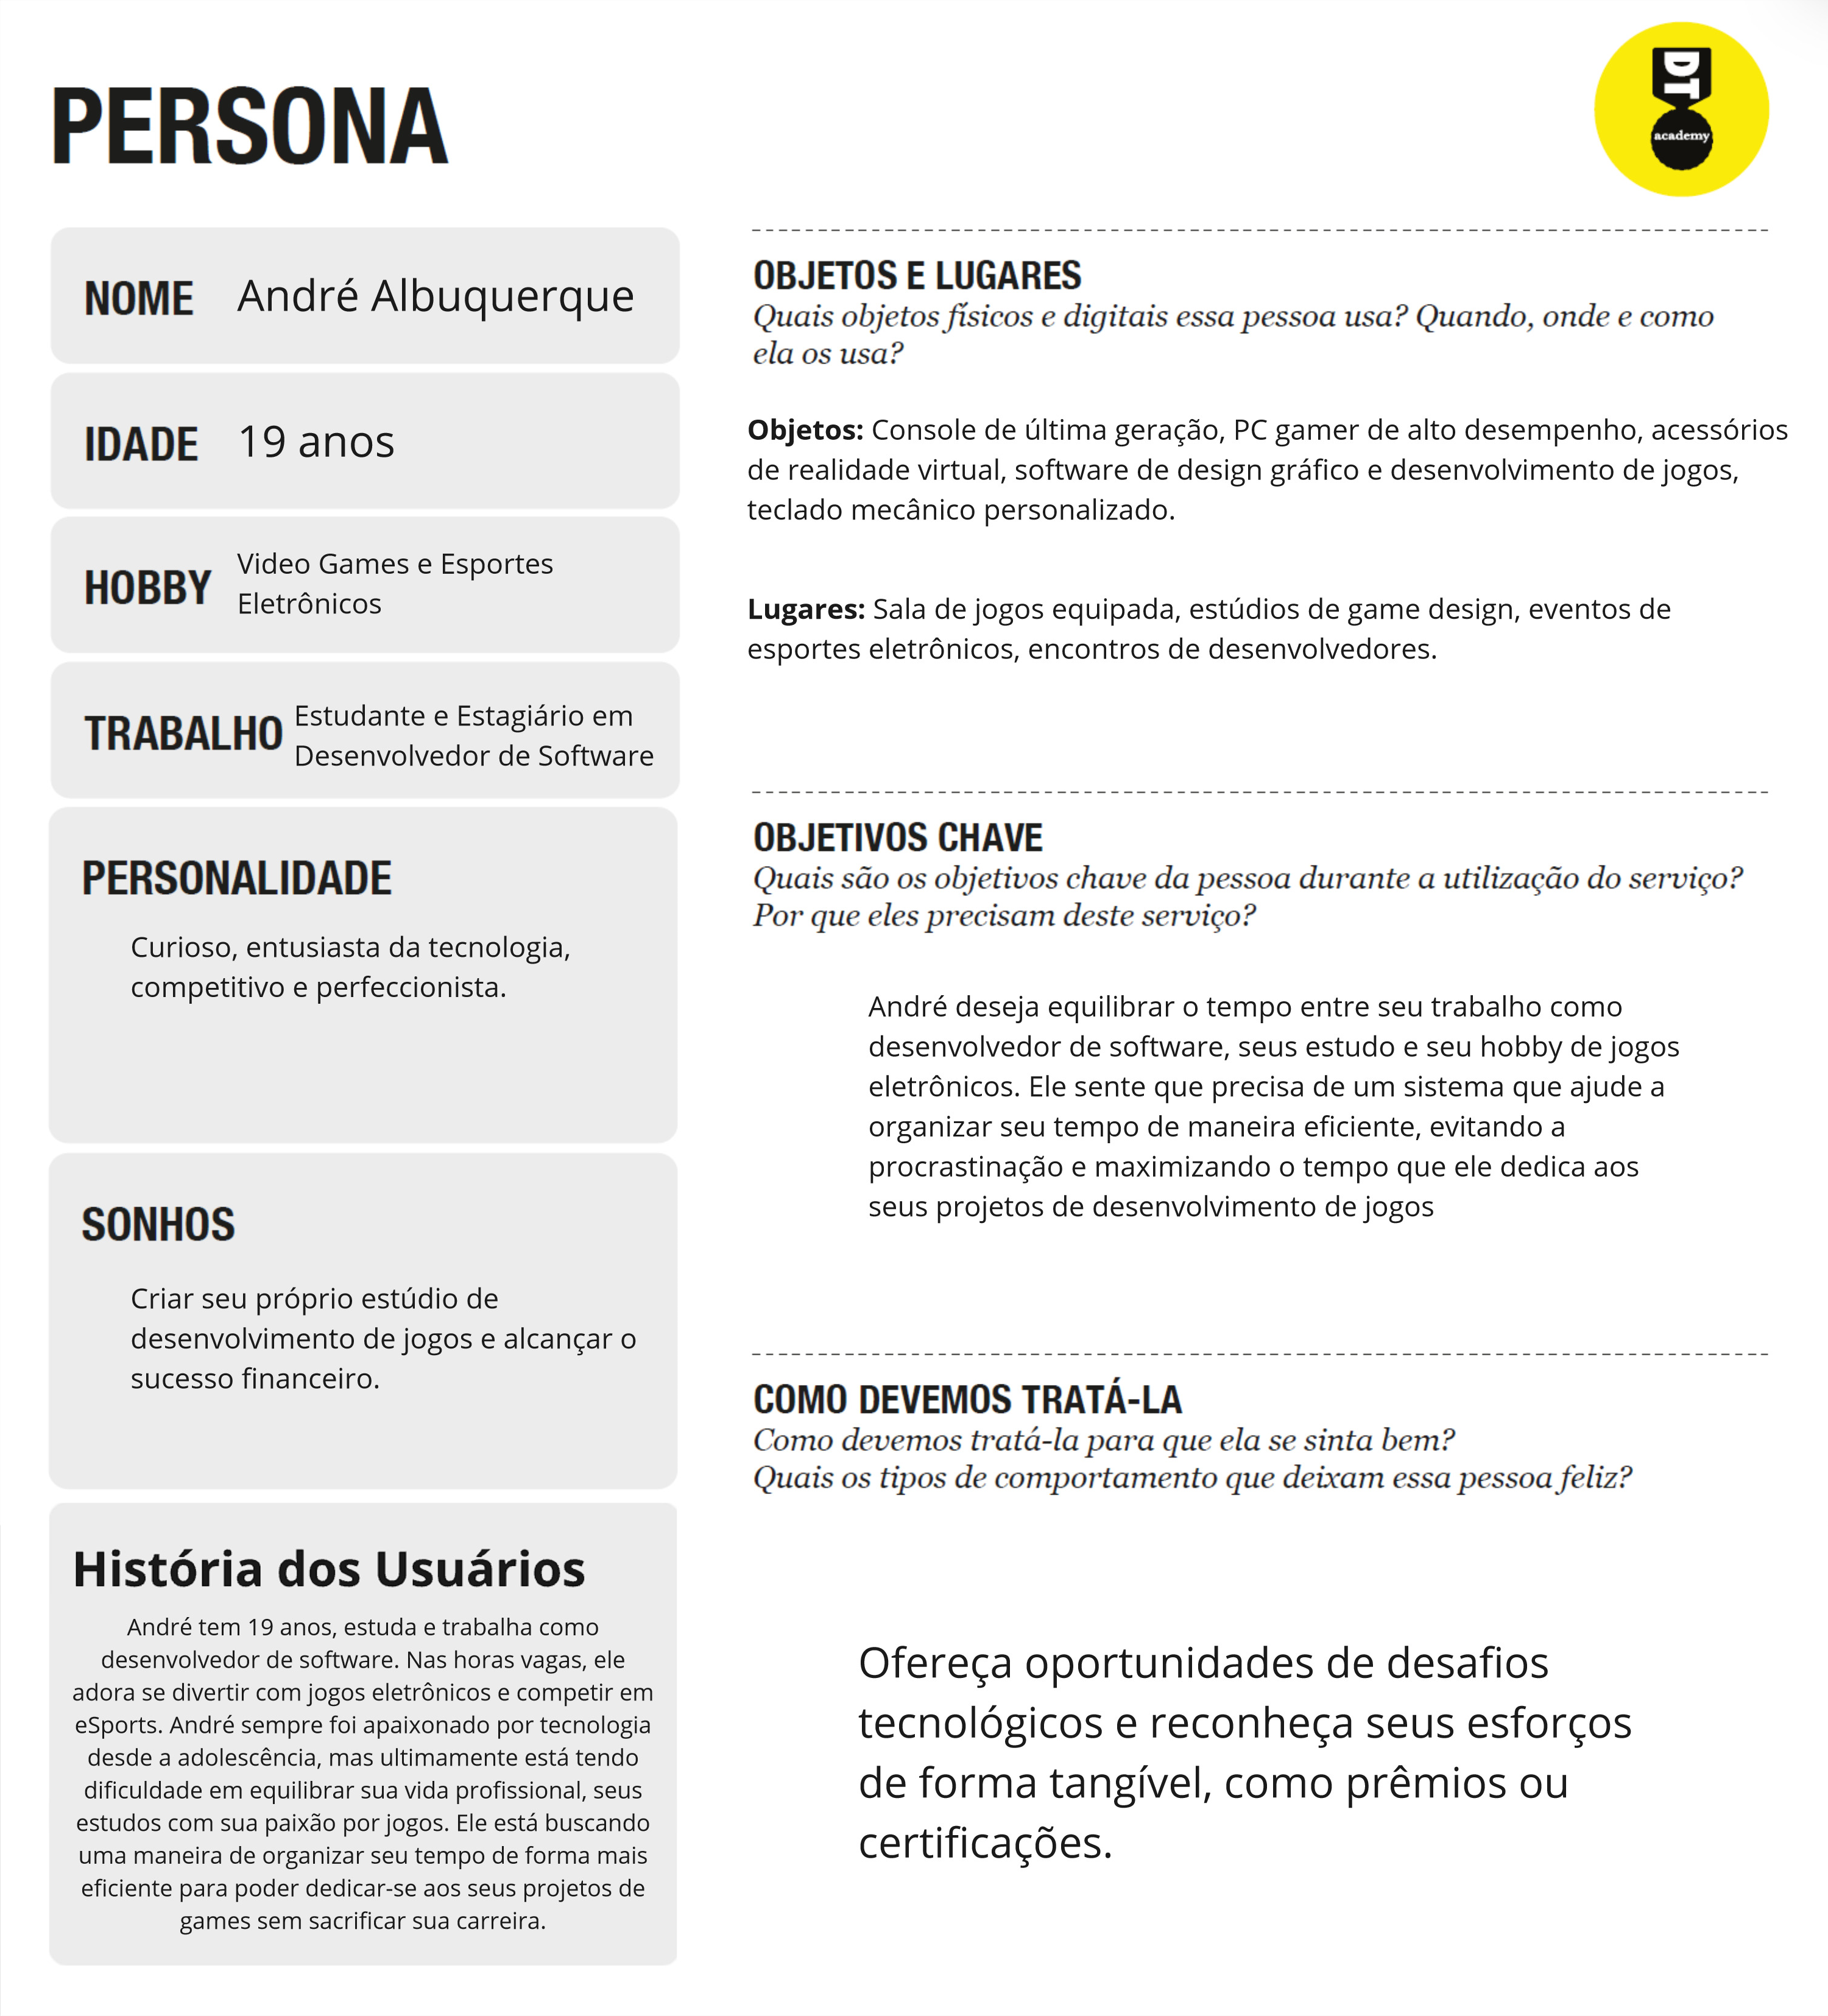 PERSONA
DT
academy
NOME André Albuquerque
IDADE 19 anos
HOBBY Video Games e Esportes
Eletrônicos
TRABALHO Estudante e Estagiário em
Desenvolvedor de Software
PERSONALIDADE
Curioso, entusiasta da tecnologia,
competitivo e perfeccionista.
SONHOS
Criar seu próprio estúdio de
desenvolvimento de jogos e alcançar o
sucesso financeiro.
História dos Usuários
André tem 19 anos, estuda e trabalha como
desenvolvedor de software. Nas horas vagas, ele
adora se divertir com jogos eletrônicos e competir em
eSports. André sempre foi apaixonado por tecnologia
desde a adolescência, mas ultimamente está tendo
dificuldade em equilibrar sua vida profissional, seus
estudos com sua paixão por jogos. Ele está buscando
uma maneira de organizar seu tempo de forma mais
eficiente para poder dedicar-se aos seus projetos de
games sem sacrificar sua carreira.
OBJETOS E LUGARES
Quais objetos físicos e digitais essa pessoa usa? Quando, onde e como
ela os usa?
Objetos: Console de última geração, PC gamer de alto desempenho, acessórios
de realidade virtual, software de design gráfico e desenvolvimento de jogos,
teclado mecânico personalizado.
Lugares: Sala de jogos equipada, estúdios de game design, eventos de
esportes eletrônicos, encontros de desenvolvedores.
OBJETIVOS CHAVE
Quais são os objetivos chave da pessoa durante a utilização do serviço?
Por que eles precisam deste serviço?
André deseja equilibrar o tempo entre seu trabalho como
desenvolvedor de software, seus estudo e seu hobby de jogos
eletrônicos. Ele sente que precisa de um sistema que ajude a
organizar seu tempo de maneira eficiente, evitando a
procrastinação e maximizando o tempo que ele dedica aos
seus projetos de desenvolvimento de jogos
COMO DEVEMOS TRATÁ-LA
Como devemos tratá-la para que ela se sinta bem?
Quais os tipos de comportamento que deixam essa pessoa feliz?
Ofereça oportunidades de desafios
tecnológicos e reconheça seus esforços
de forma tangível, como prêmios ou
certificações.